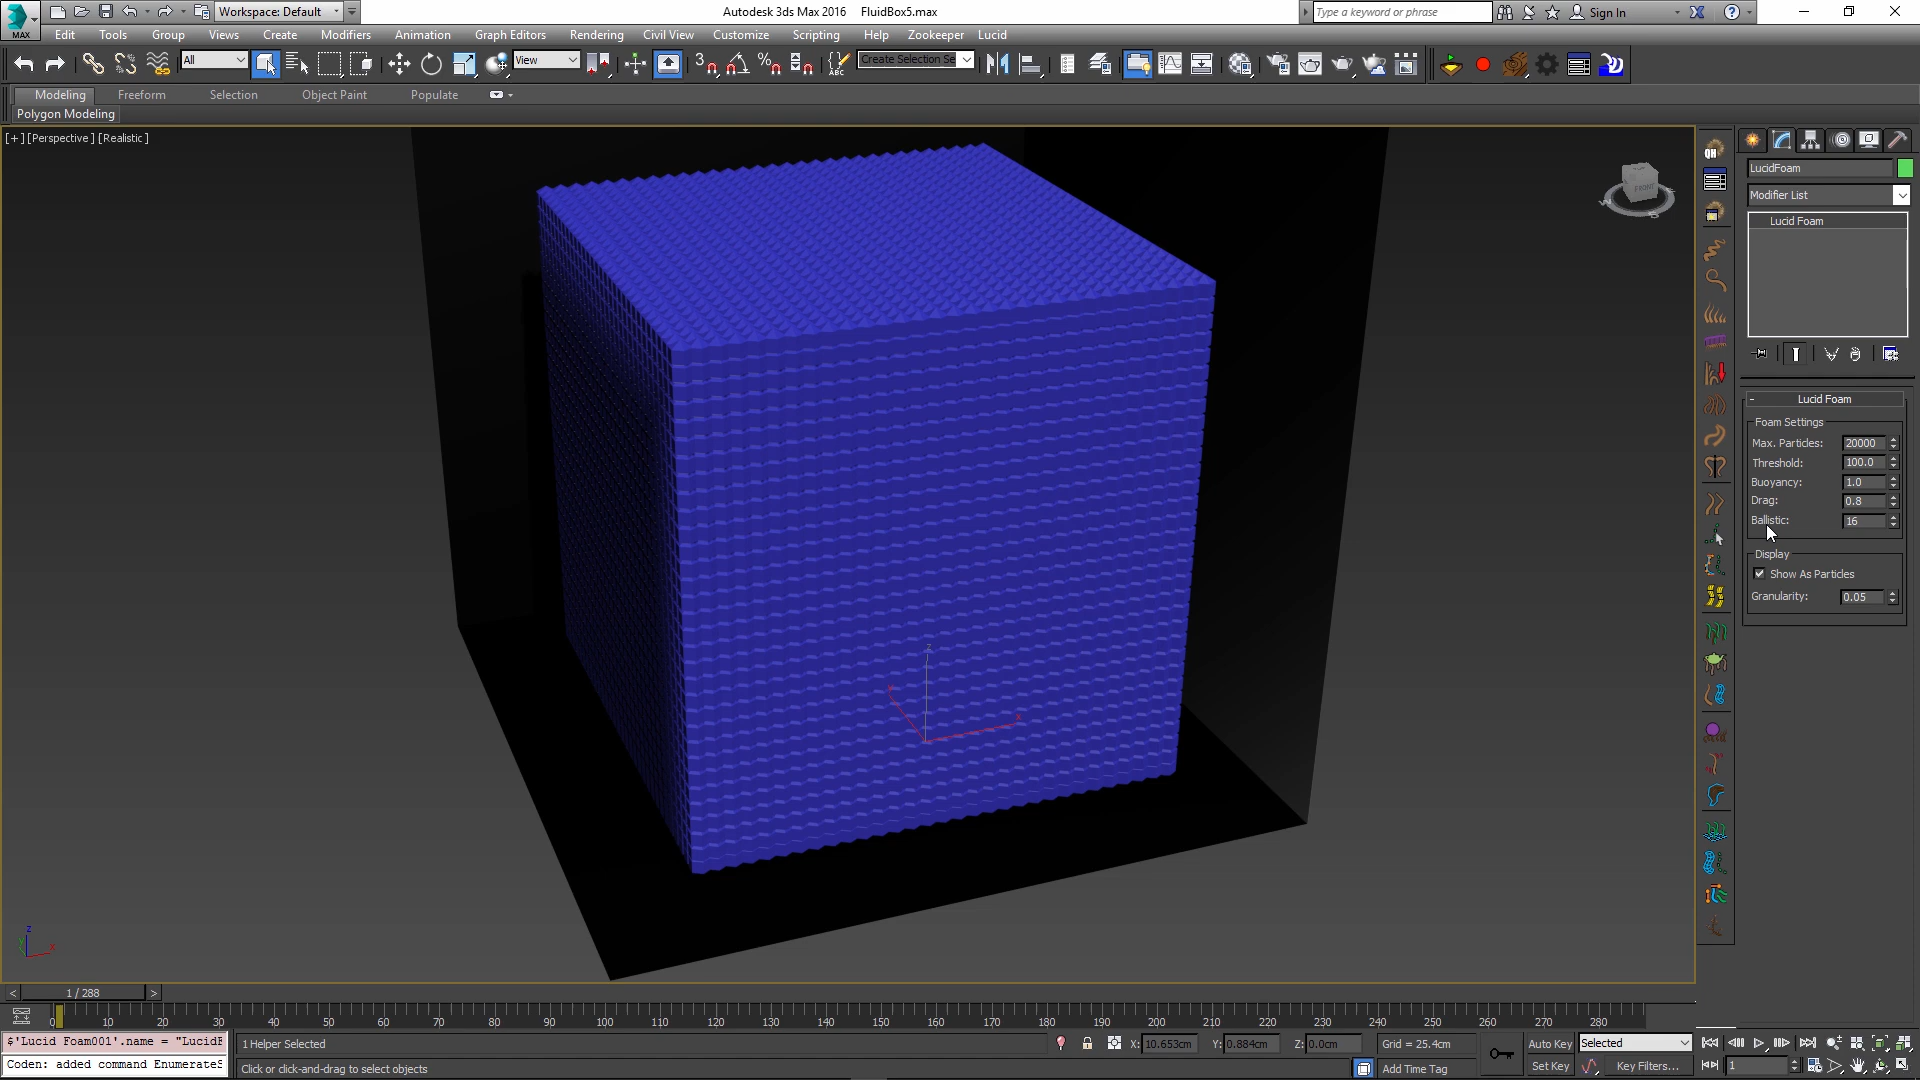 Workspace: Default
Autodesk 3ds Max 2016 FluidBox5.max
Type a keyword or phrase
Sign In
MAX
Edit Tools Group Views Create Modifiers Animation Graph Editors Rendering Civil View Customize Scripting Help Zookeeper Lucid
All
View
3
ABC
Create Selection Se
Modeling Freeform Selection Object Paint Populate
Polygon Modeling
[+] [Perspective ] [Realistic ]
FRONT
QH
LucidFoam
Modifier List
Lucid Foam
- Lucid Foam
Foam Settings
Max. Particles: 20000
Threshold: 100.0
Buoyancy: 1.0
Drag: 0.8
Ballistic: 16
Display
Show As Particles
Granularity: 0.05
z
x
z
x
< 1 / 288 >
0 10 20 30 40 50 60 70 80 90 100 110 120 130 140 150 160 170 180 190 200 210 220 230 240 250 260 270 280
$'Lucid Foam001'.name = "LucidF
1 Helper Selected
X: 10.653cm Y: 0.884cm Z: 0.0cm
Grid = 25.4cm
Auto Key Selected
Coden: added command EnumerateS
Click or click-and-drag to select objects
Add Time Tag
Set Key Key Filters...
1